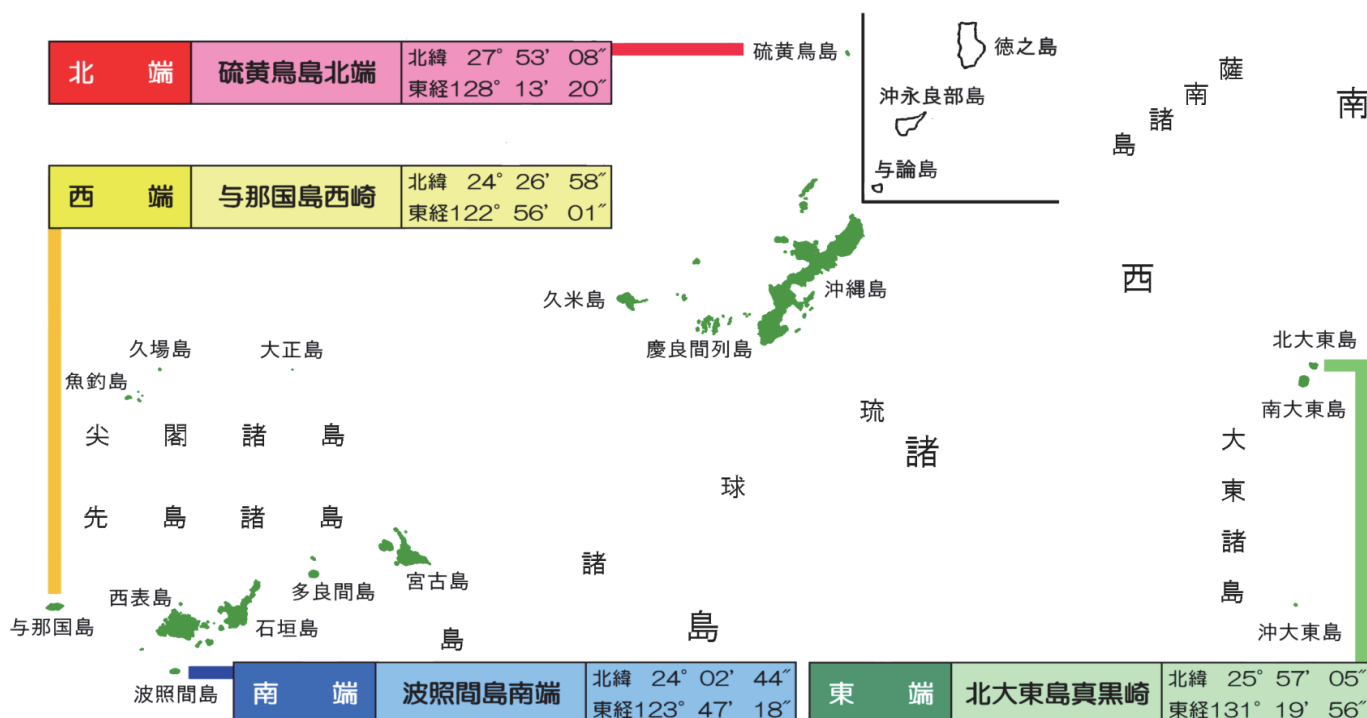 北端
硫黄鳥島北端
北緯 27° 53’ 08”
東経128° 13’ 20”
硫黄鳥島
徳之島
沖永良部島
与論島
薩南諸島
南西諸島
西端
与那国島西崎
北緯 24° 26’ 58”
東経122° 56’ 01”
沖縄島
久米島
慶良間列島
久場島
大正島
魚釣島
尖閣諸島
先島諸島
琉球諸島
北大東島
南大東島
大東諸島
沖大東島
宮古島
多良間島
西表島
石垣島
与那国島
波照間島
南端
波照間島南端
北緯 24° 02’ 44”
東経123° 47’ 18”
東端
北大東島真黒崎
北緯 25° 57’ 05”
東経131° 19’ 56”